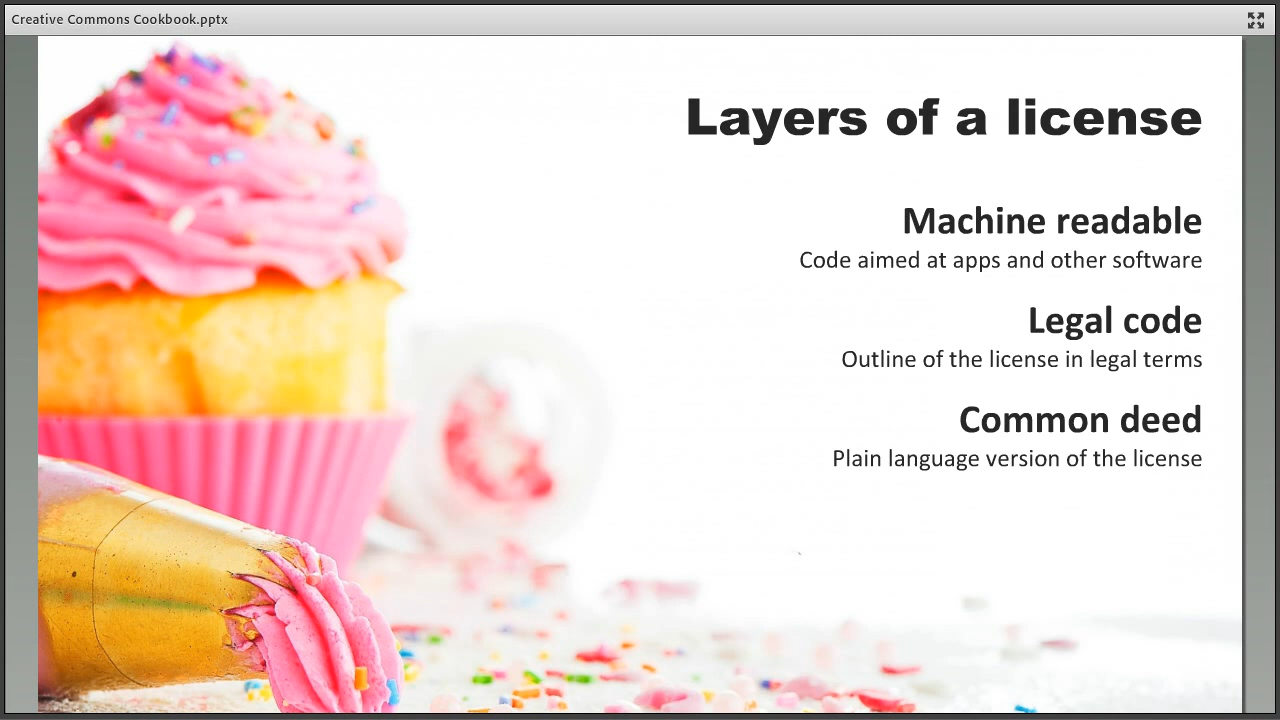 Creative Commons Cookbook.pptx
Layers of a license
Machine readable
Code aimed at apps and other software
Legal code
Outline of the license in legal terms
Common deed
Plain language version of the license